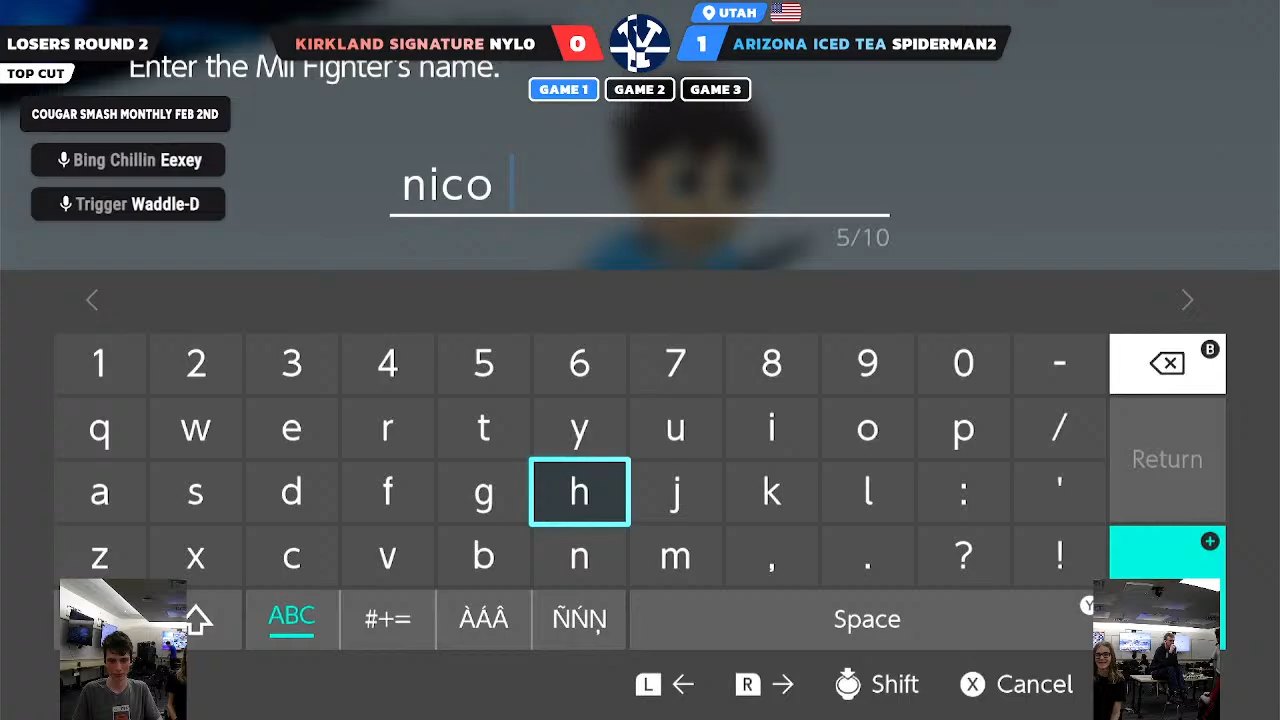 UTAH
LOSERS ROUND 2
KIRKLAND SIGNATURE NYLO 0 1 ARIZONA ICED TEA SPIDERMAN2
TOP CUT
Enter the Mii Fighter's name.
GAME 1 GAME 2 GAME 3
COUGAR SMASH MONTHLY FEB 2ND
Bing Chillin Eexey
Trigger Waddle-D
nico
5/10
1 2 3 4 5 6 7 8 9 0 - B
q w e r t y u i o p /
Return
a s d f g h j k l : '
z x c v b n m , . ? ! +
ABC #+= ÀÁÂ ÑŃŅ Space Y
L ← R → Shift X Cancel